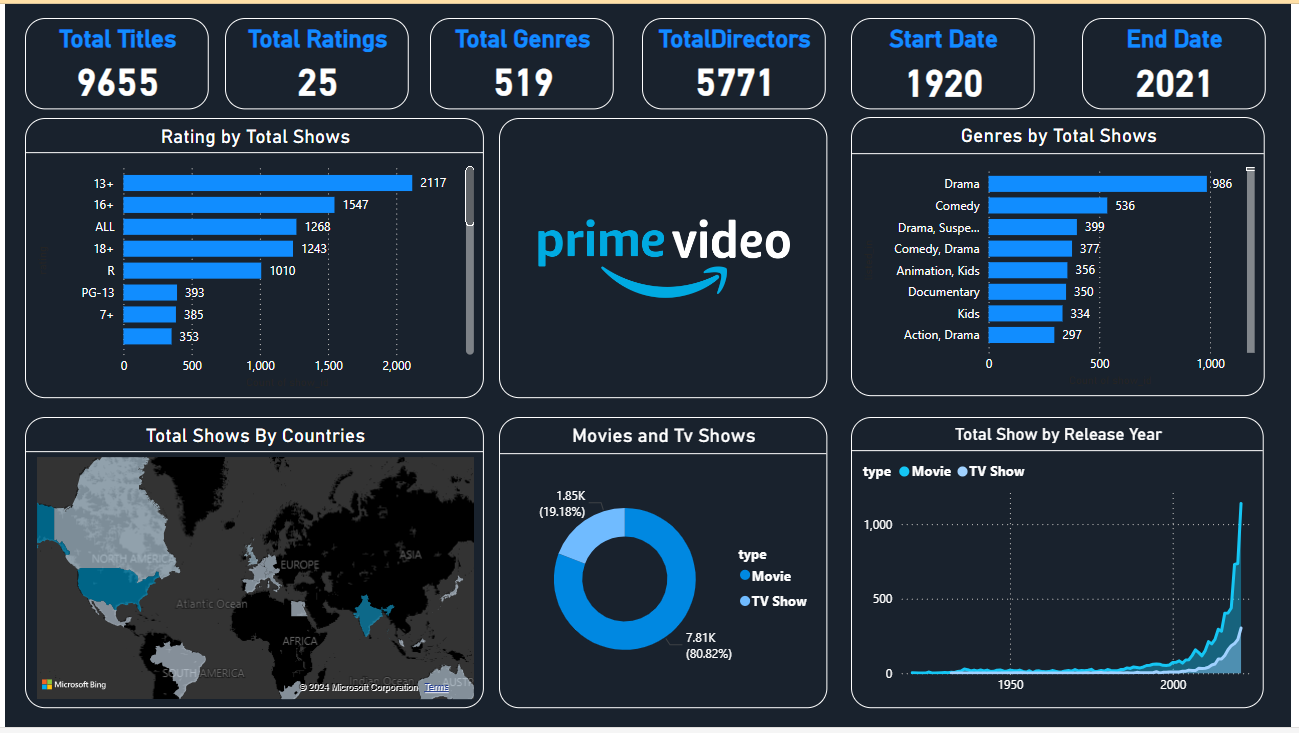 Total Titles
9655
Total Ratings
25
Total Genres
519
TotalDirectors
5771
Start Date
1920
End Date
2021
Rating by Total Shows
13+ 2117
16+ 1547
ALL 1268
18+ 1243
R 1010
PG-13 393
7+ 385
353
0 500 1,000 1,500 2,000
prime video
Genres by Total Shows
Drama 986
Comedy 536
Drama, Suspe... 399
Comedy, Drama 377
Animation, Kids 356
Documentary 350
Kids 334
Action, Drama 297
0 500 1,000
Total Shows By Countries
NORTH AMERICA
EUROPE
ASIA
Atlantic Ocean
AFRICA
SOUTH AMERICA
Indian Ocean
AUST
Microsoft Bing
© 2024 Microsoft Corporation Terms
Movies and Tv Shows
1.85K
(19.18%)
type
Movie
TV Show
7.81K
(80.82%)
Total Show by Release Year
type Movie TV Show
1,000
500
0
1950 2000